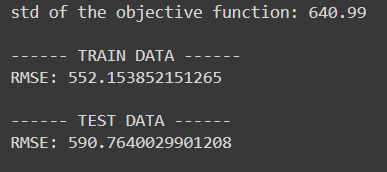 std of the objective function: 640.99
------ TRAIN DATA ------
RMSE: 552.153852151265
------ TEST DATA ------
RMSE: 590.7640029901208